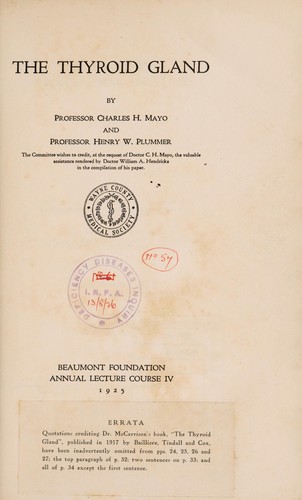 THE THYROID GLAND
BY
PROFESSOR CHARLES H. MAYO
AND
PROFESSOR HENRY W. PLUMMER
The Committee wishes to credit, at the request of Doctor C. H. Mayo, the valuable
assistance rendered by Doctor William A. Hendricks
in the compilation of his paper.
WAYNE COUNTY
MEDICAL SOCIETY
No 54
DEFICIENCY DISEASES INQUIRY
I. R. F. A.
13/8/26
BEAUMONT FOUNDATION
ANNUAL LECTURE COURSE IV
1925
ERRATA
Quotations crediting Dr. McCarrison's book, "The Thyroid
Gland", published in 1917 by Bailliere, Tindall and Cox,
have been inadvertently omitted from pps. 24, 25, 26 and
27; the top paragraph of p. 32; two sentences on p. 33; and
all of p. 34 except the first sentence.